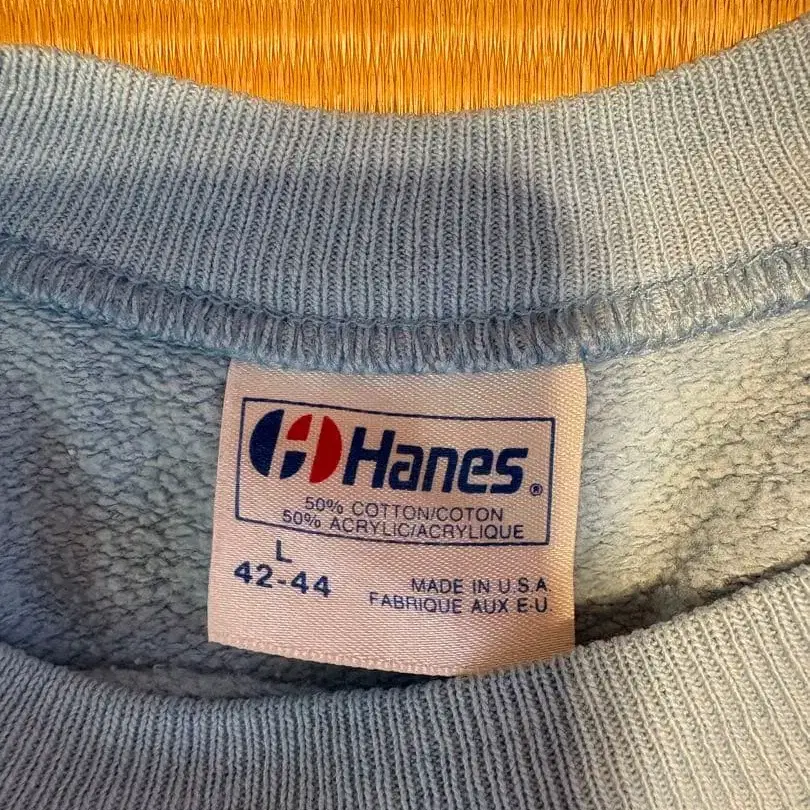 Hanes®
50% COTTON/COTON
50% ACRYLIC/ACRYLIQUE
L
42-44
MADE IN U.S.A.
FABRIQUE AUX E-U.